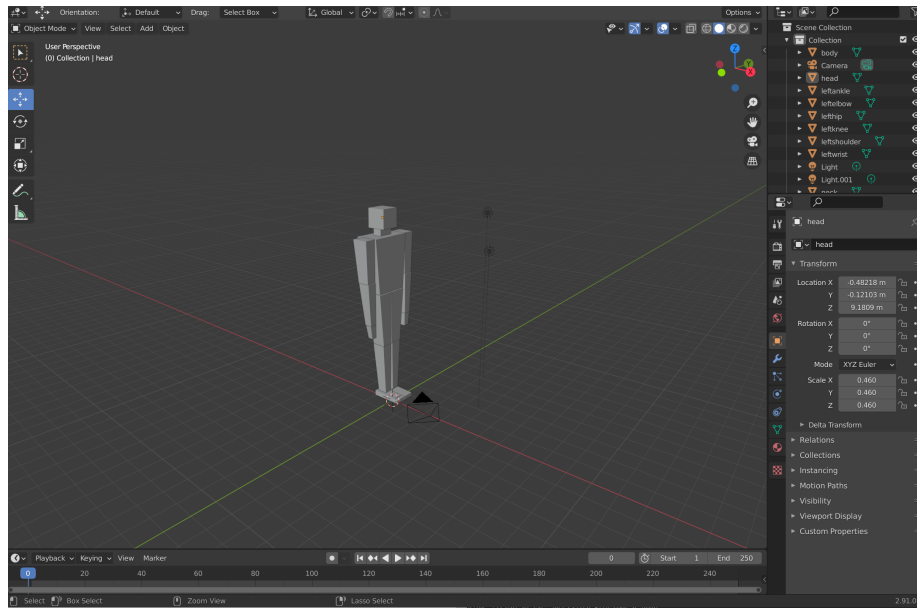 Orientation: Default Drag: Select Box Global Options
Object Mode View Select Add Object
User Perspective
(0) Collection | head
Z
Y
X
Scene Collection
Collection
body
Camera
head
leftankle
leftelbow
lefthip
leftknee
leftshoulder
leftwrist
Light
Light.001
neck
head
head
Transform
Location X -0.48218 m
Y -0.12103 m
Z 9.1809 m
Rotation X 0°
Y 0°
Z 0°
Mode XYZ Euler
Scale X 0.460
Y 0.460
Z 0.460
Delta Transform
Relations
Collections
Instancing
Motion Paths
Visibility
Viewport Display
Custom Properties
Playback Keying View Marker 0 Start 1 End 250
0 20 40 60 80 100 120 140 160 180 200 220 240
Select Box Select Zoom View Lasso Select 2.91.0